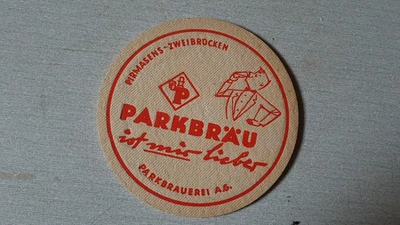 PIRMASENS-ZWEIBRÜCKEN
P
PARKBRÄU
ist mir lieber
PARKBRAUEREI A.G.